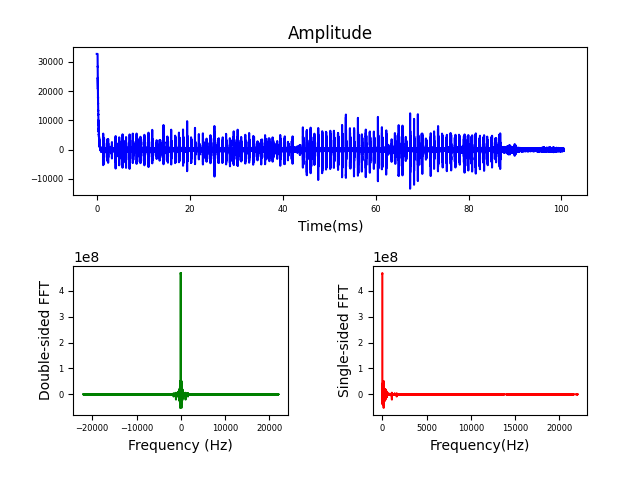 Amplitude
30000
20000
10000
0
−10000
0 20 40 60 80 100
Time(ms)
1e8
Double-sided FFT
4
3
2
1
0
−20000 −10000 0 10000 20000
Frequency (Hz)
1e8
Single-sided FFT
4
3
2
1
0
0 5000 10000 15000 20000
Frequency(Hz)